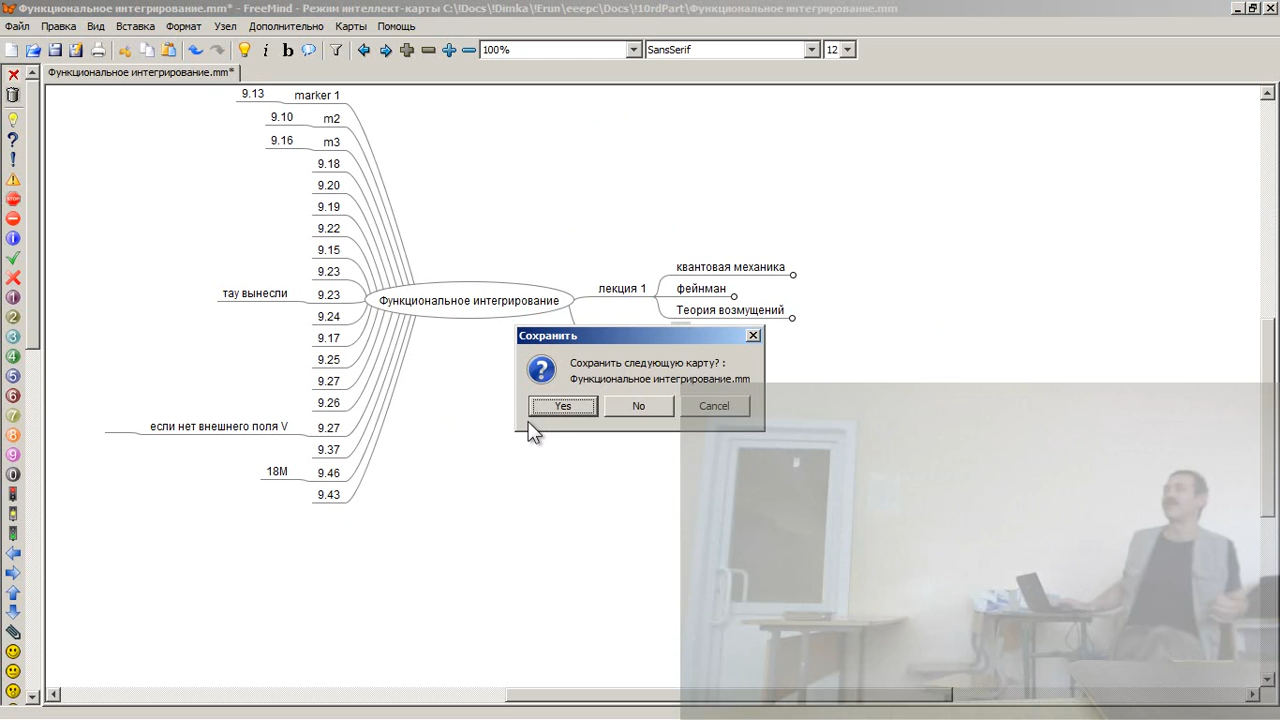 Функциональное интегрирование.mm* - FreeMind - Режим интеллект-карты C:\!Docs\Dimka\Erun\eeepc\Docs\!10rdPart\Функциональное интегрирование.mm
Файл Правка Вид Вставка Формат Узел Дополнительно Карты Помощь
100% SansSerif 12
Функциональное интегрирование.mm*
9.13 marker 1
9.10 m2
9.16 m3
9.18
9.20
9.19
9.22
9.15
9.23
тау вынесли 9.23
9.24
9.17
9.25
9.27
9.26
если нет внешнего поля V 9.27
9.37
18M 9.46
9.43
Функциональное интегрирование
лекция 1
квантовая механика
фейнман
Теория возмущений
Сохранить
Сохранить следующую карту? :
Функциональное интегрирование.mm
Yes No Cancel